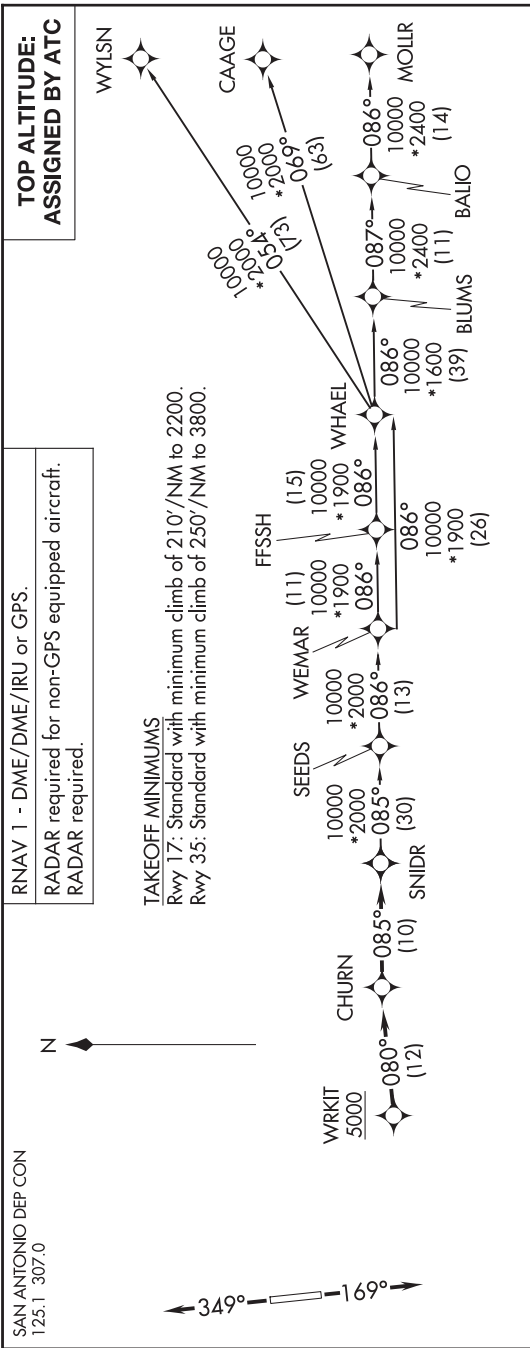 SAN ANTONIO DEP CON
125.1 307.0
RNAV 1 - DME/DME/IRU or GPS.
RADAR required for non-GPS equipped aircraft.
RADAR required.
TOP ALTITUDE:
ASSIGNED BY ATC
N
TAKEOFF MINIMUMS
Rwy 17: Standard with minimum climb of 210'/NM to 2200.
Rwy 35: Standard with minimum climb of 250'/NM to 3800.
349°
169°
WRKIT
5000
080°
(12)
CHURN
085°
(10)
SNIDR
10000
*2000
085°
(30)
SEEDS
10000
*2000
086°
(13)
WEMAR
(11)
10000
*1900
086°
FFSSH
(15)
10000
*1900
086°
086°
10000
*1900
(26)
WHAEL
10000
*2000
054°
(73)
WYLSN
10000
*2000
069°
(63)
CAAGE
086°
10000
*1600
(39)
BLUMS
087°
10000
*2400
(11)
BALIO
086°
10000
*2400
(14)
MOLLR